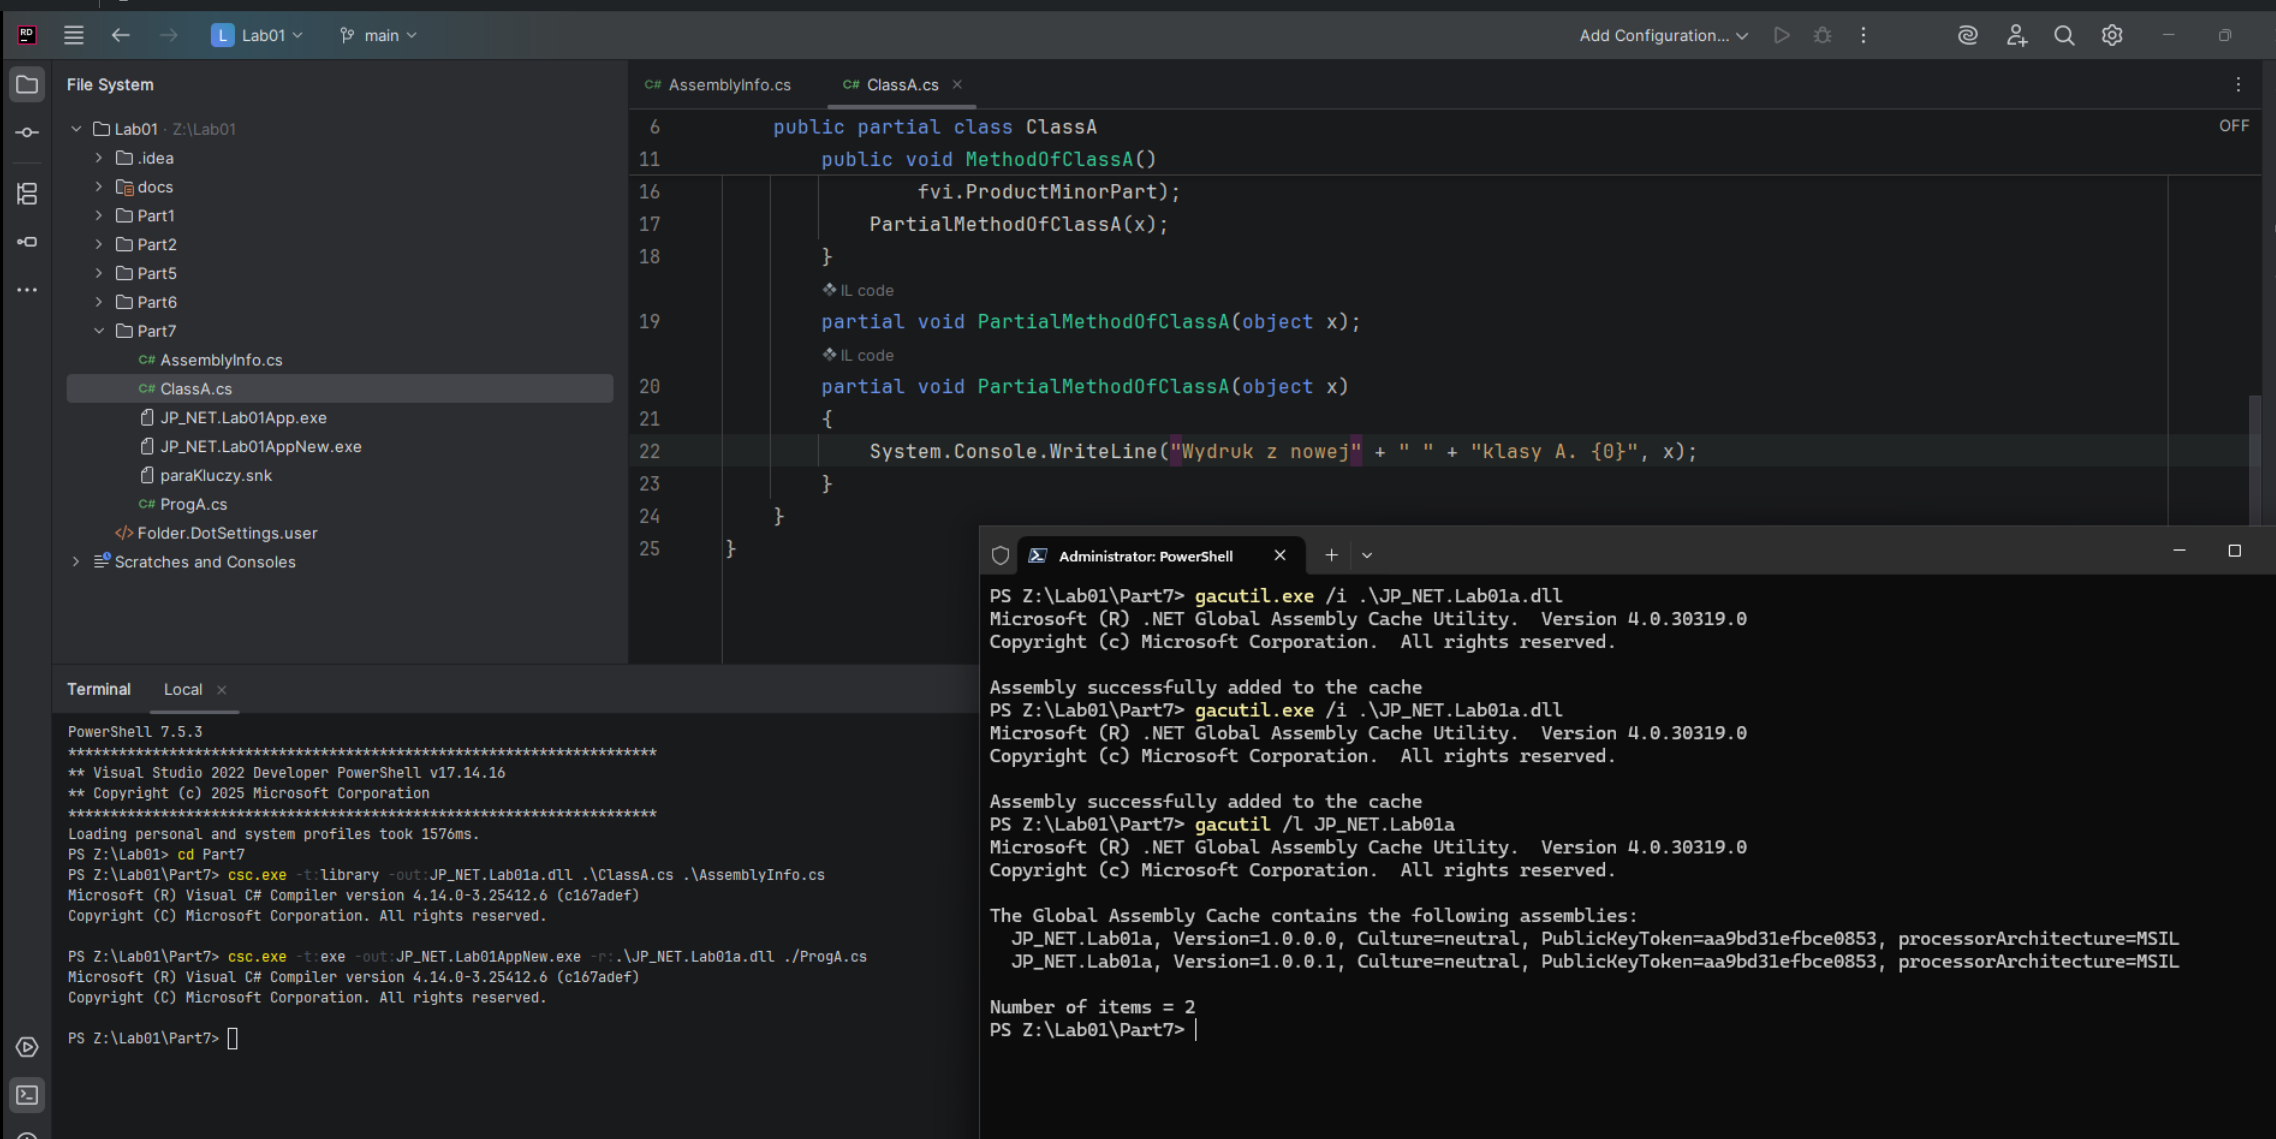 RD
L Lab01
main
Add Configuration...
File System
Lab01 · Z:\Lab01
.idea
docs
Part1
Part2
Part5
Part6
Part7
C# AssemblyInfo.cs
C# ClassA.cs
JP_NET.Lab01App.exe
JP_NET.Lab01AppNew.exe
paraKluczy.snk
C# ProgA.cs
</> Folder.DotSettings.user
Scratches and Consoles
C# AssemblyInfo.cs
C# ClassA.cs
OFF
6 public partial class ClassA
11 public void MethodOfClassA()
16 fvi.ProductMinorPart);
17 PartialMethodOfClassA(x);
18 }
IL code
19 partial void PartialMethodOfClassA(object x);
IL code
20 partial void PartialMethodOfClassA(object x)
21 {
22 System.Console.WriteLine("Wydruk z nowej" + " " + "klasy A. {0}", x);
23 }
24 }
25 }
Terminal Local
PowerShell 7.5.3
**********************************************************************
** Visual Studio 2022 Developer PowerShell v17.14.16
** Copyright (c) 2025 Microsoft Corporation
**********************************************************************
Loading personal and system profiles took 1576ms.
PS Z:\Lab01> cd Part7
PS Z:\Lab01\Part7> csc.exe -t:library -out:JP_NET.Lab01a.dll .\ClassA.cs .\AssemblyInfo.cs
Microsoft (R) Visual C# Compiler version 4.14.0-3.25412.6 (c167adef)
Copyright (C) Microsoft Corporation. All rights reserved.
PS Z:\Lab01\Part7> csc.exe -t:exe -out:JP_NET.Lab01AppNew.exe -r:.\JP_NET.Lab01a.dll ./ProgA.cs
Microsoft (R) Visual C# Compiler version 4.14.0-3.25412.6 (c167adef)
Copyright (C) Microsoft Corporation. All rights reserved.
PS Z:\Lab01\Part7>
Administrator: PowerShell
PS Z:\Lab01\Part7> gacutil.exe /i .\JP_NET.Lab01a.dll
Microsoft (R) .NET Global Assembly Cache Utility.  Version 4.0.30319.0
Copyright (c) Microsoft Corporation.  All rights reserved.
Assembly successfully added to the cache
PS Z:\Lab01\Part7> gacutil.exe /i .\JP_NET.Lab01a.dll
Microsoft (R) .NET Global Assembly Cache Utility.  Version 4.0.30319.0
Copyright (c) Microsoft Corporation.  All rights reserved.
Assembly successfully added to the cache
PS Z:\Lab01\Part7> gacutil /l JP_NET.Lab01a
Microsoft (R) .NET Global Assembly Cache Utility.  Version 4.0.30319.0
Copyright (c) Microsoft Corporation.  All rights reserved.
The Global Assembly Cache contains the following assemblies:
JP_NET.Lab01a, Version=1.0.0.0, Culture=neutral, PublicKeyToken=aa9bd31efbce0853, processorArchitecture=MSIL
JP_NET.Lab01a, Version=1.0.0.1, Culture=neutral, PublicKeyToken=aa9bd31efbce0853, processorArchitecture=MSIL
Number of items = 2
PS Z:\Lab01\Part7>